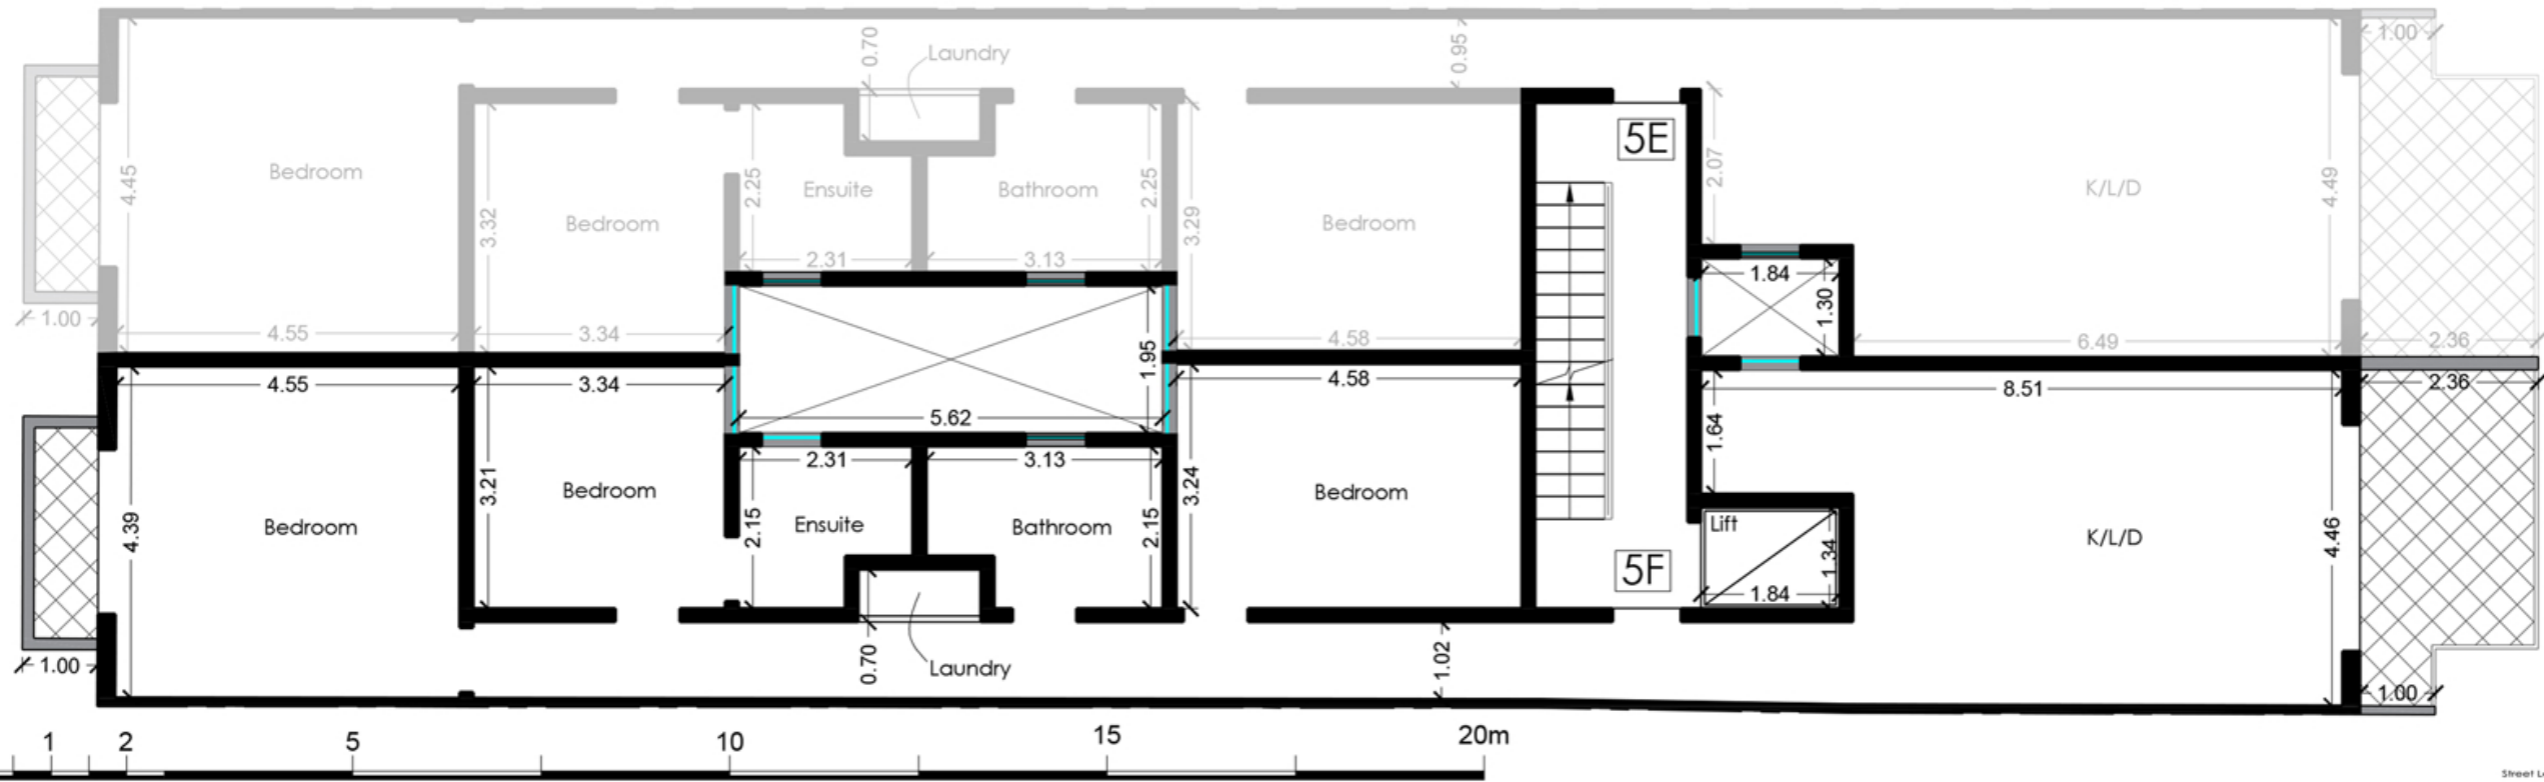 1.00
0.70
Laundry
0.95
4.45
Bedroom
3.32
Bedroom
2.25
Ensuite
2.31
Bathroom
3.13
2.25
3.29
Bedroom
5E
2.07
K/L/D
4.49
1.84
1.30
1.00
4.55
3.34
4.58
6.49
2.36
4.55
3.34
1.95
5.62
4.58
8.51
2.36
1.64
2.31
3.13
4.39
Bedroom
3.21
Bedroom
2.15
Ensuite
Bathroom
2.15
3.24
Bedroom
5F
Lift
1.34
1.84
K/L/D
4.46
1.00
0.70
Laundry
1.02
1.00
1
2
5
10
15
20m